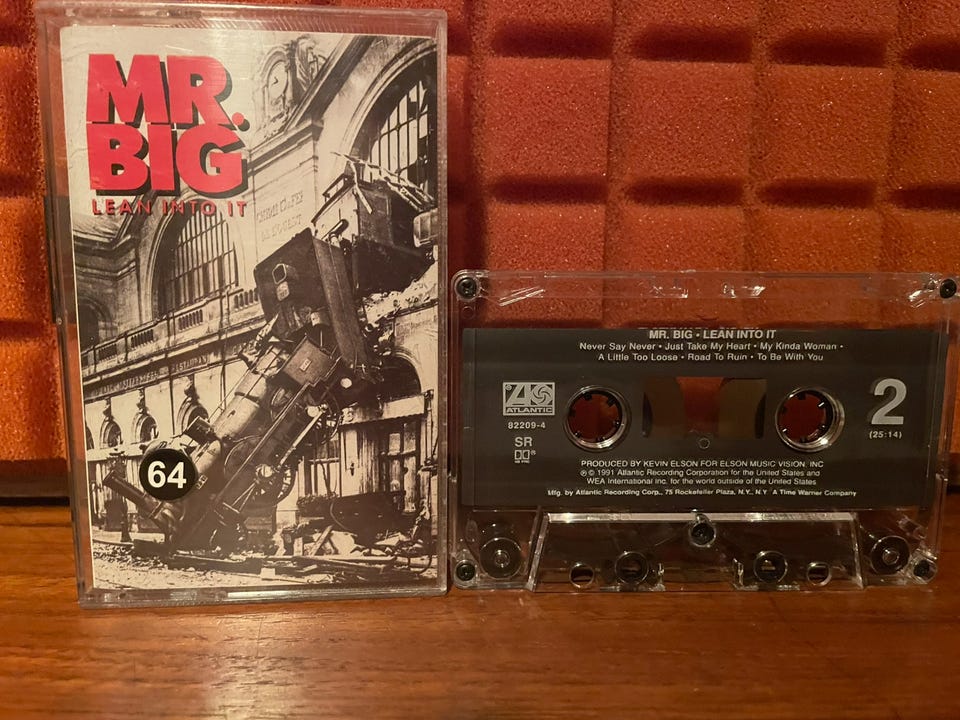 MR.
BIG
LEAN INTO IT
64
MR. BIG - LEAN INTO IT
Never Say Never • Just Take My Heart • My Kinda Woman •
A Little Too Loose • Road To Ruin • To Be With You
ATLANTIC
82209-4
SR
2
(25:14)
PRODUCED BY KEVIN ELSON FOR ELSON MUSIC VISION, INC
℗ © 1991 Atlantic Recording Corporation for the United States and
WEA International Inc. for the world outside of the United States
Mfg. by Atlantic Recording Corp., 75 Rockefeller Plaza, N.Y., N.Y. A Time Warner Company